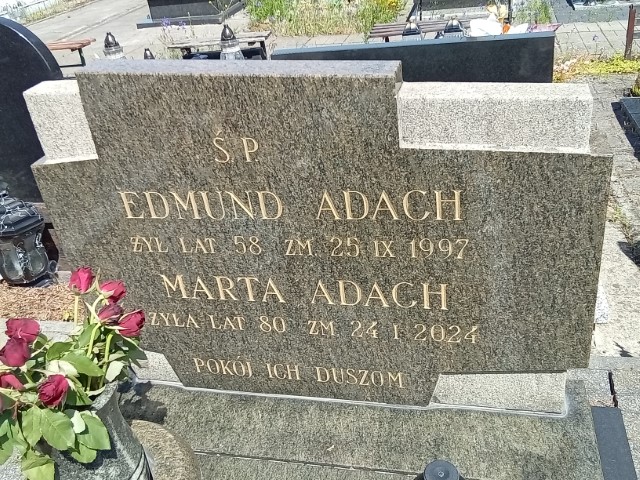 Ś.P.
EDMUND ADACH
ŻYŁ LAT 58 ZM. 25 IX 1997
MARTA ADACH
ŻYŁA LAT 80 ZM. 24 I 2024
POKÓJ ICH DUSZOM